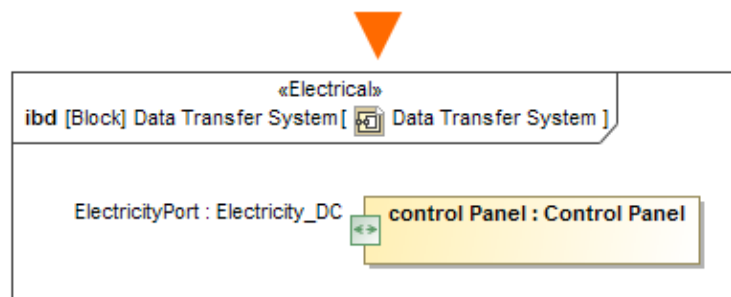 «Electrical»
ibd [Block] Data Transfer System[ Data Transfer System ]
ElectricityPort : Electricity_DC
control Panel : Control Panel